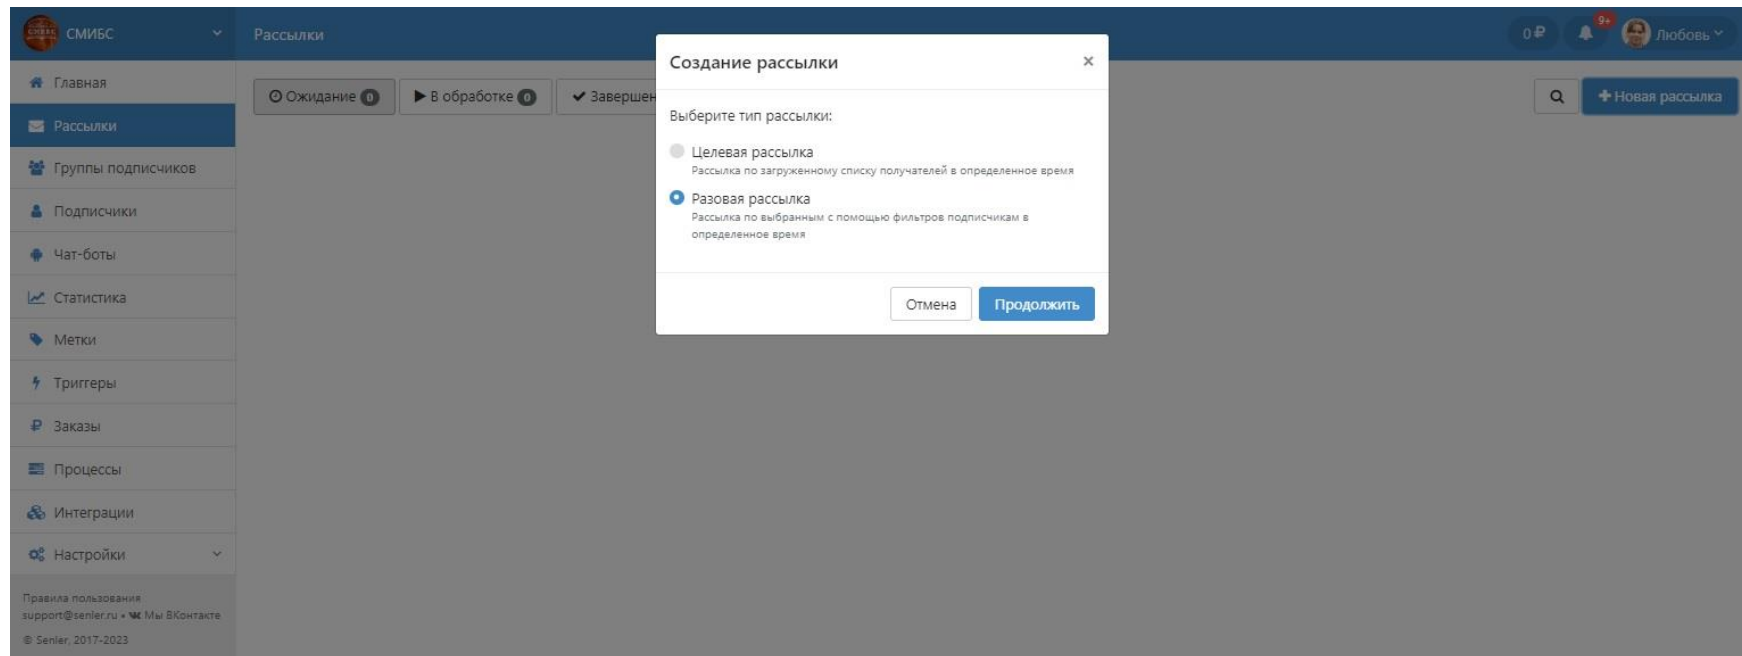 СМИБС
Рассылки
0 ₽
9+
Любовь
Главная
Рассылки
Группы подписчиков
Подписчики
Чат-боты
Статистика
Метки
Триггеры
Заказы
Процессы
Интеграции
Настройки
Правила пользования
support@senler.ru • Мы ВКонтакте
© Senler, 2017-2023
Ожидание 0
В обработке 0
Завершен
Новая рассылка
Создание рассылки ×
Выберите тип рассылки:
Целевая рассылка
Рассылка по загруженному списку получателей в определенное время
Разовая рассылка
Рассылка по выбранным с помощью фильтров подписчикам в
определенное время
Отмена
Продолжить